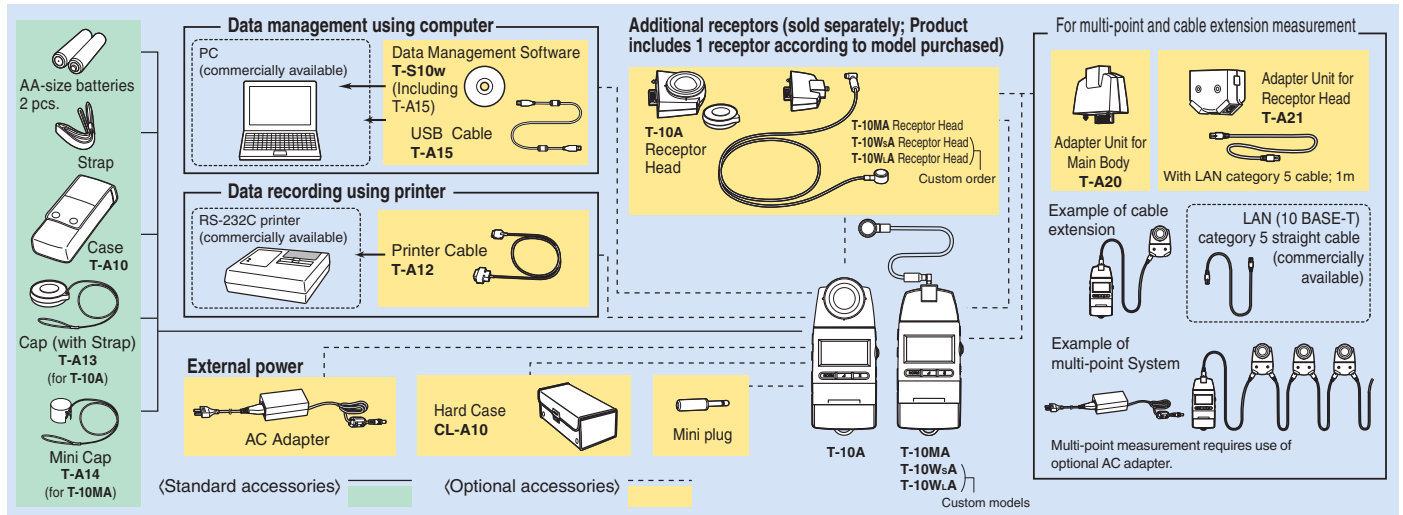 AA-size batteries
2 pcs.
Strap
Case
T-A10
Cap (with Strap)
T-A13
(for T-10A)
Mini Cap
T-A14
(for T-10MA)
Data management using computer
PC
(commercially available)
Data Management Software
T-S10w
(Including
T-A15)
USB Cable
T-A15
Data recording using printer
RS-232C printer
(commercially available)
Printer Cable
T-A12
External power
AC Adapter
Hard Case
CL-A10
Mini plug
〈Standard accessories〉
〈Optional accessories〉
Additional receptors (sold separately; Product
includes 1 receptor according to model purchased)
T-10A
Receptor
Head
T-10MA Receptor Head
T-10WsA Receptor Head
T-10WLA Receptor Head
Custom order
T-10A
T-10MA
T-10WsA
T-10WLA
Custom models
For multi-point and cable extension measurement
Adapter Unit for
Main Body
T-A20
Adapter Unit for
Receptor Head
T-A21
With LAN category 5 cable; 1m
Example of cable
extension
LAN (10 BASE-T)
category 5 straight cable
(commercially
available)
Example of
multi-point System
Multi-point measurement requires use of
optional AC adapter.